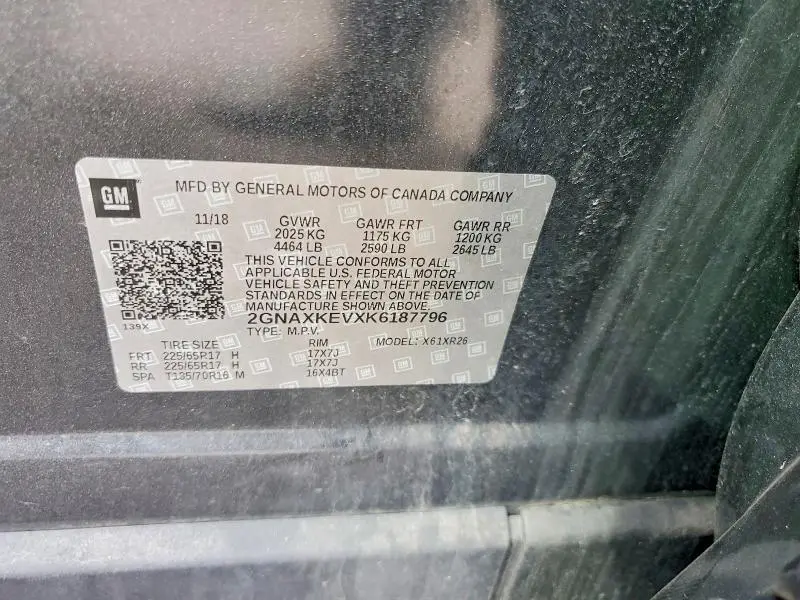 GM
MFD BY GENERAL MOTORS OF CANADA COMPANY
11/18 GVWR GAWR FRT GAWR RR
2025 KG 1175 KG 1200 KG
4464 LB 2590 LB 2645 LB
THIS VEHICLE CONFORMS TO ALL
APPLICABLE U.S. FEDERAL MOTOR
VEHICLE SAFETY AND THEFT PREVENTION
STANDARDS IN EFFECT ON THE DATE OF
MANUFACTURE SHOWN ABOVE.
139X 2GNAXKEVXK6187796
TYPE: M.P.V. MODEL: X61XR26
TIRE SIZE RIM
FRT 225/65R17 H 17X7J
RR 225/65R17 H 17X7J
SPA T135/70R16 M 16X4BT